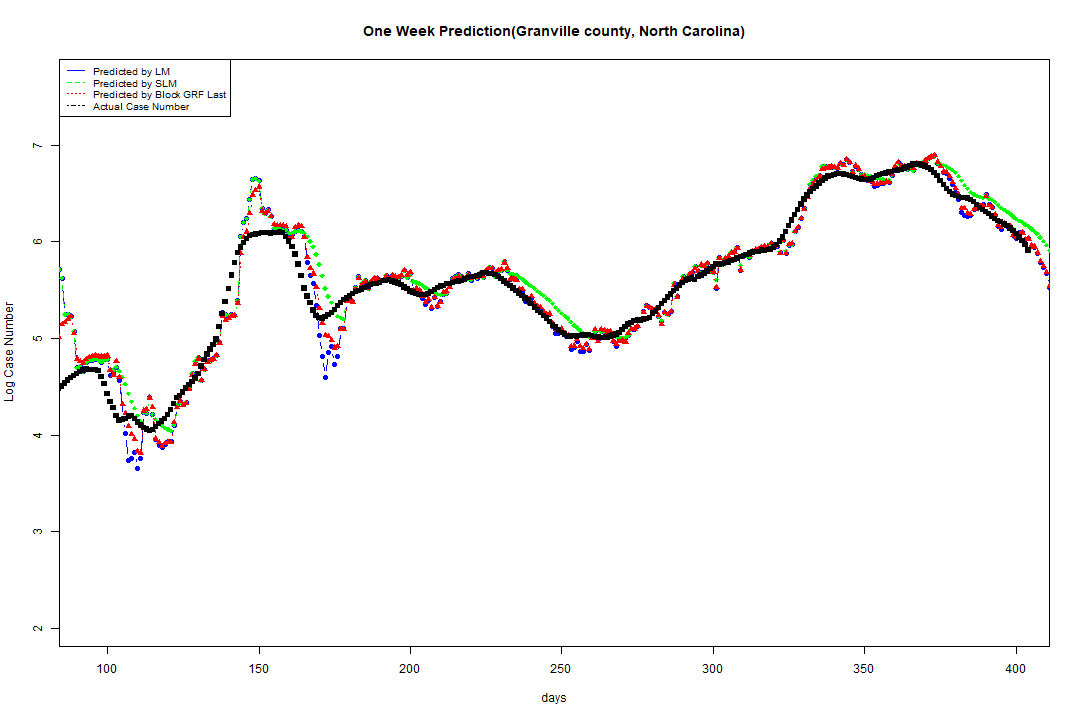 One Week Prediction(Granville county, North Carolina)
Predicted by LM
Predicted by SLM
Predicted by Block GRF Last
Actual Case Number
Log Case Number
7
6
5
4
3
2
100 150 200 250 300 350 400
days